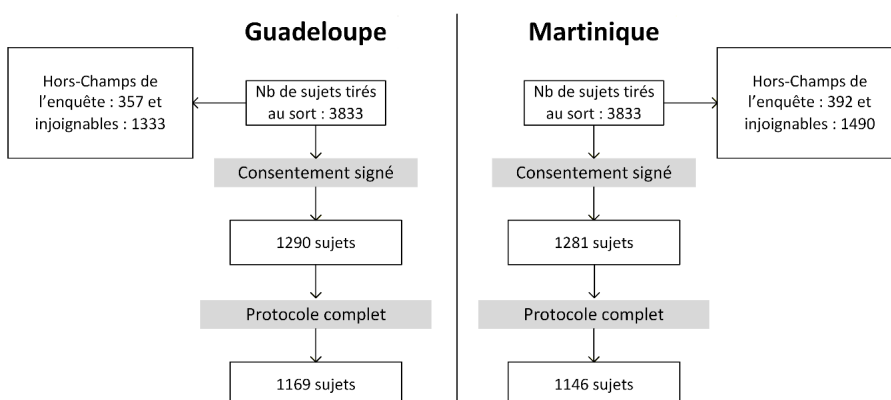 Guadeloupe
Hors-Champs de
l'enquête : 357 et
injoignables : 1333
Nb de sujets tirés
au sort : 3833
Consentement signé
1290 sujets
Protocole complet
1169 sujets
Martinique
Nb de sujets tirés
au sort : 3833
Hors-Champs de
l'enquête : 392 et
injoignables : 1490
Consentement signé
1281 sujets
Protocole complet
1146 sujets